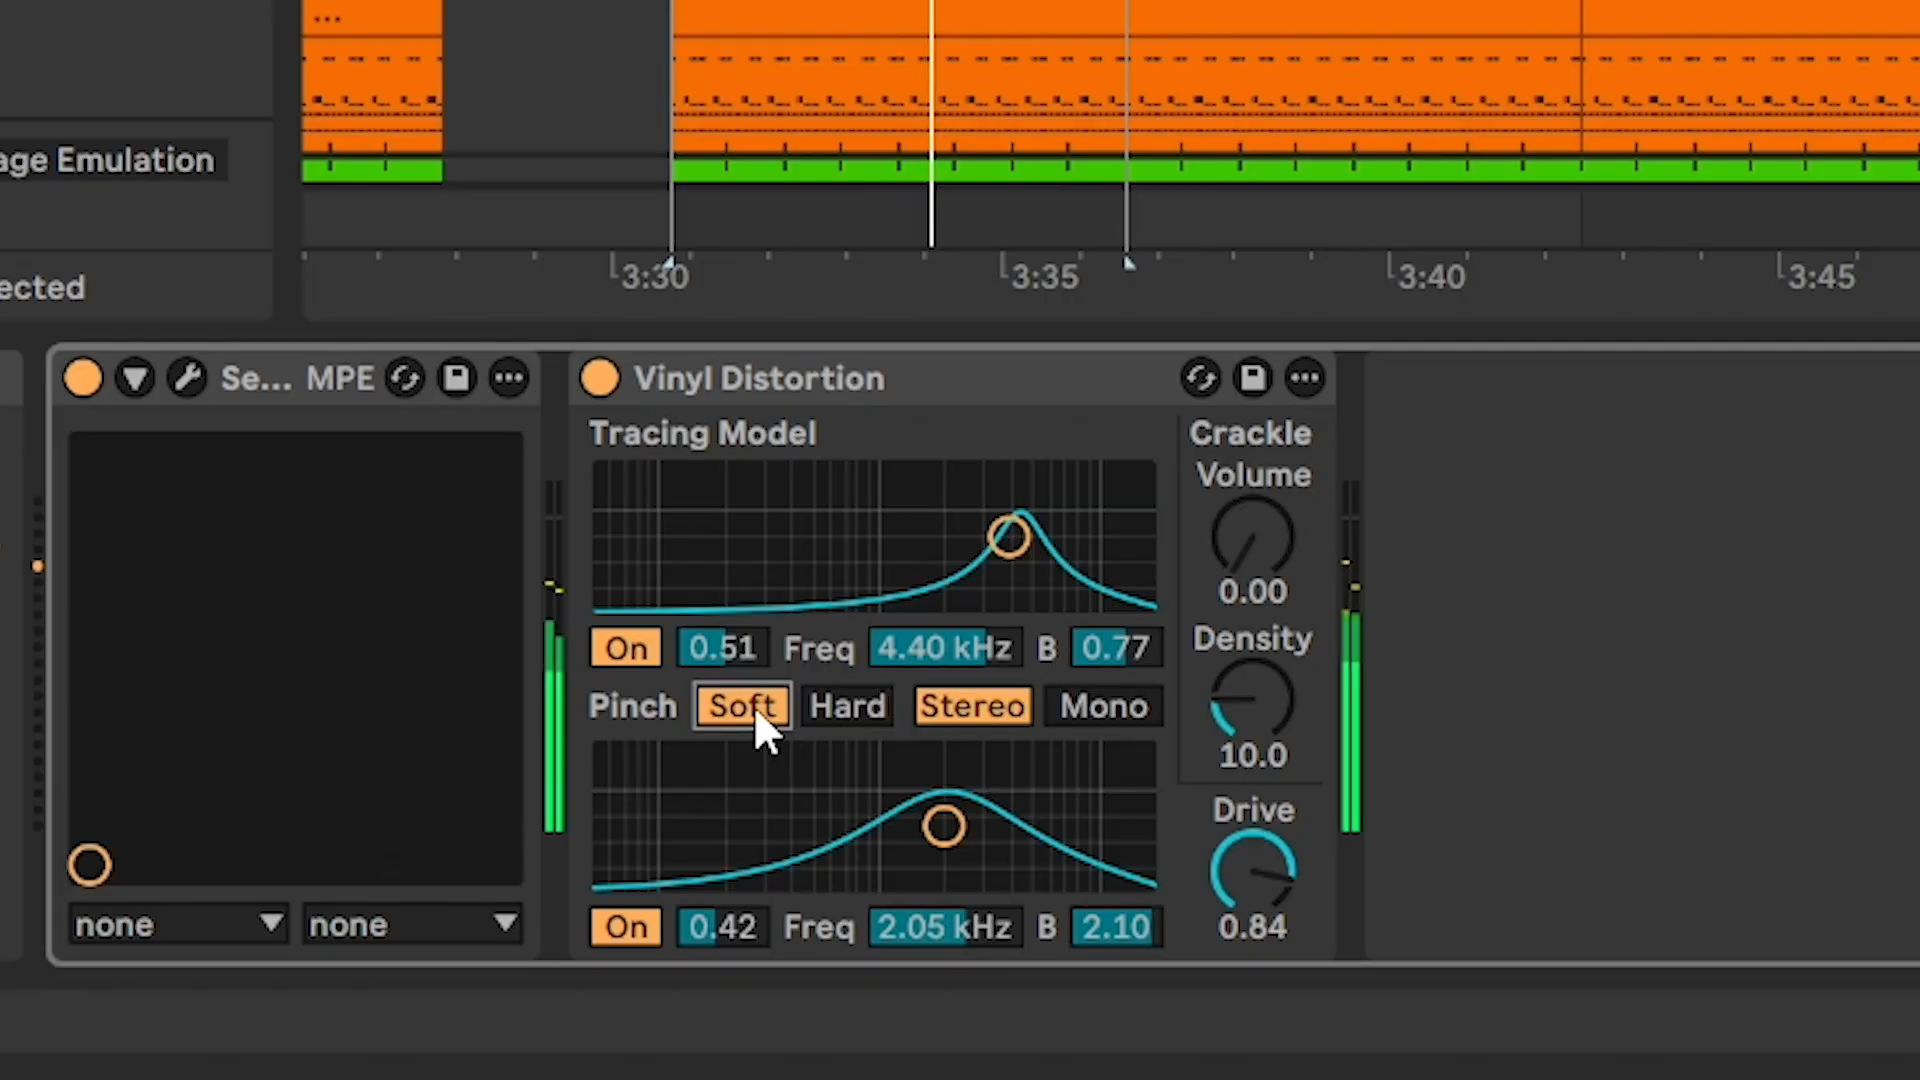 age Emulation
ected
3:30
3:35
3:40
3:45
Se... MPE
Vinyl Distortion
Tracing Model
On 0.51 Freq 4.40 kHz B 0.77
Pinch Soft Hard Stereo Mono
On 0.42 Freq 2.05 kHz B 2.10
Crackle
Volume
0.00
Density
10.0
Drive
0.84
none
none